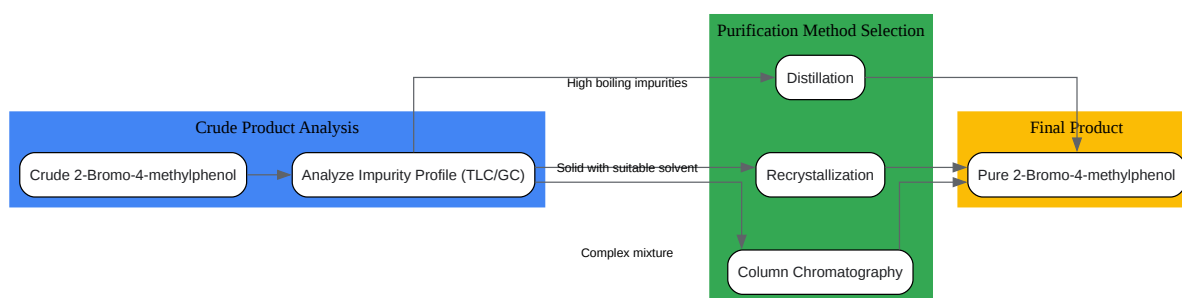 Purification Method Selection
Distillation
High boiling impurities
Crude Product Analysis
Final Product
Crude 2-Bromo-4-methylphenol
Analyze Impurity Profile (TLC/GC)
Solid with suitable solvent
Recrystallization
Pure 2-Bromo-4-methylphenol
Complex mixture
Column Chromatography